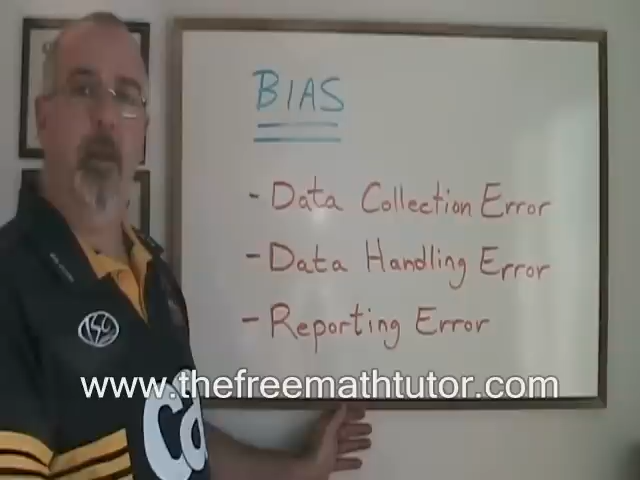 BIAS
- Data Collection Error
- Data Handling Error
- Reporting Error
www.thefreemathtutor.com